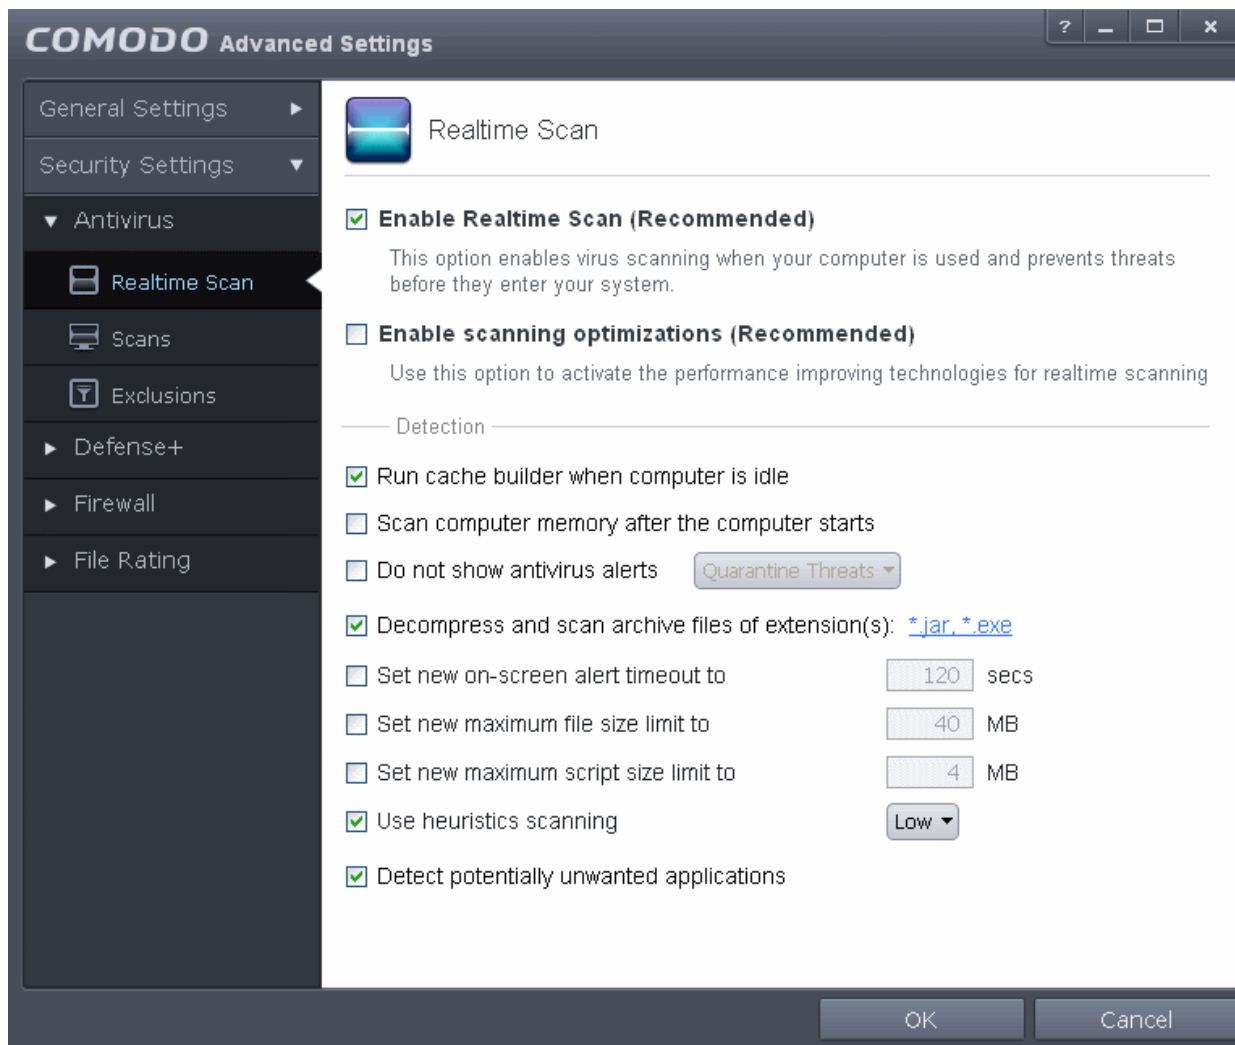 COMODO Advanced Settings
?
General Settings
Security Settings
Antivirus
Realtime Scan
Scans
Exclusions
Defense+
Firewall
File Rating
Realtime Scan
Enable Realtime Scan (Recommended)
This option enables virus scanning when your computer is used and prevents threats
before they enter your system.
Enable scanning optimizations (Recommended)
Use this option to activate the performance improving technologies for realtime scanning
Detection
Run cache builder when computer is idle
Scan computer memory after the computer starts
Do not show antivirus alerts Quarantine Threats
Decompress and scan archive files of extension(s): *.jar, *.exe
Set new on-screen alert timeout to 120 secs
Set new maximum file size limit to 40 MB
Set new maximum script size limit to 4 MB
Use heuristics scanning Low
Detect potentially unwanted applications
OK Cancel